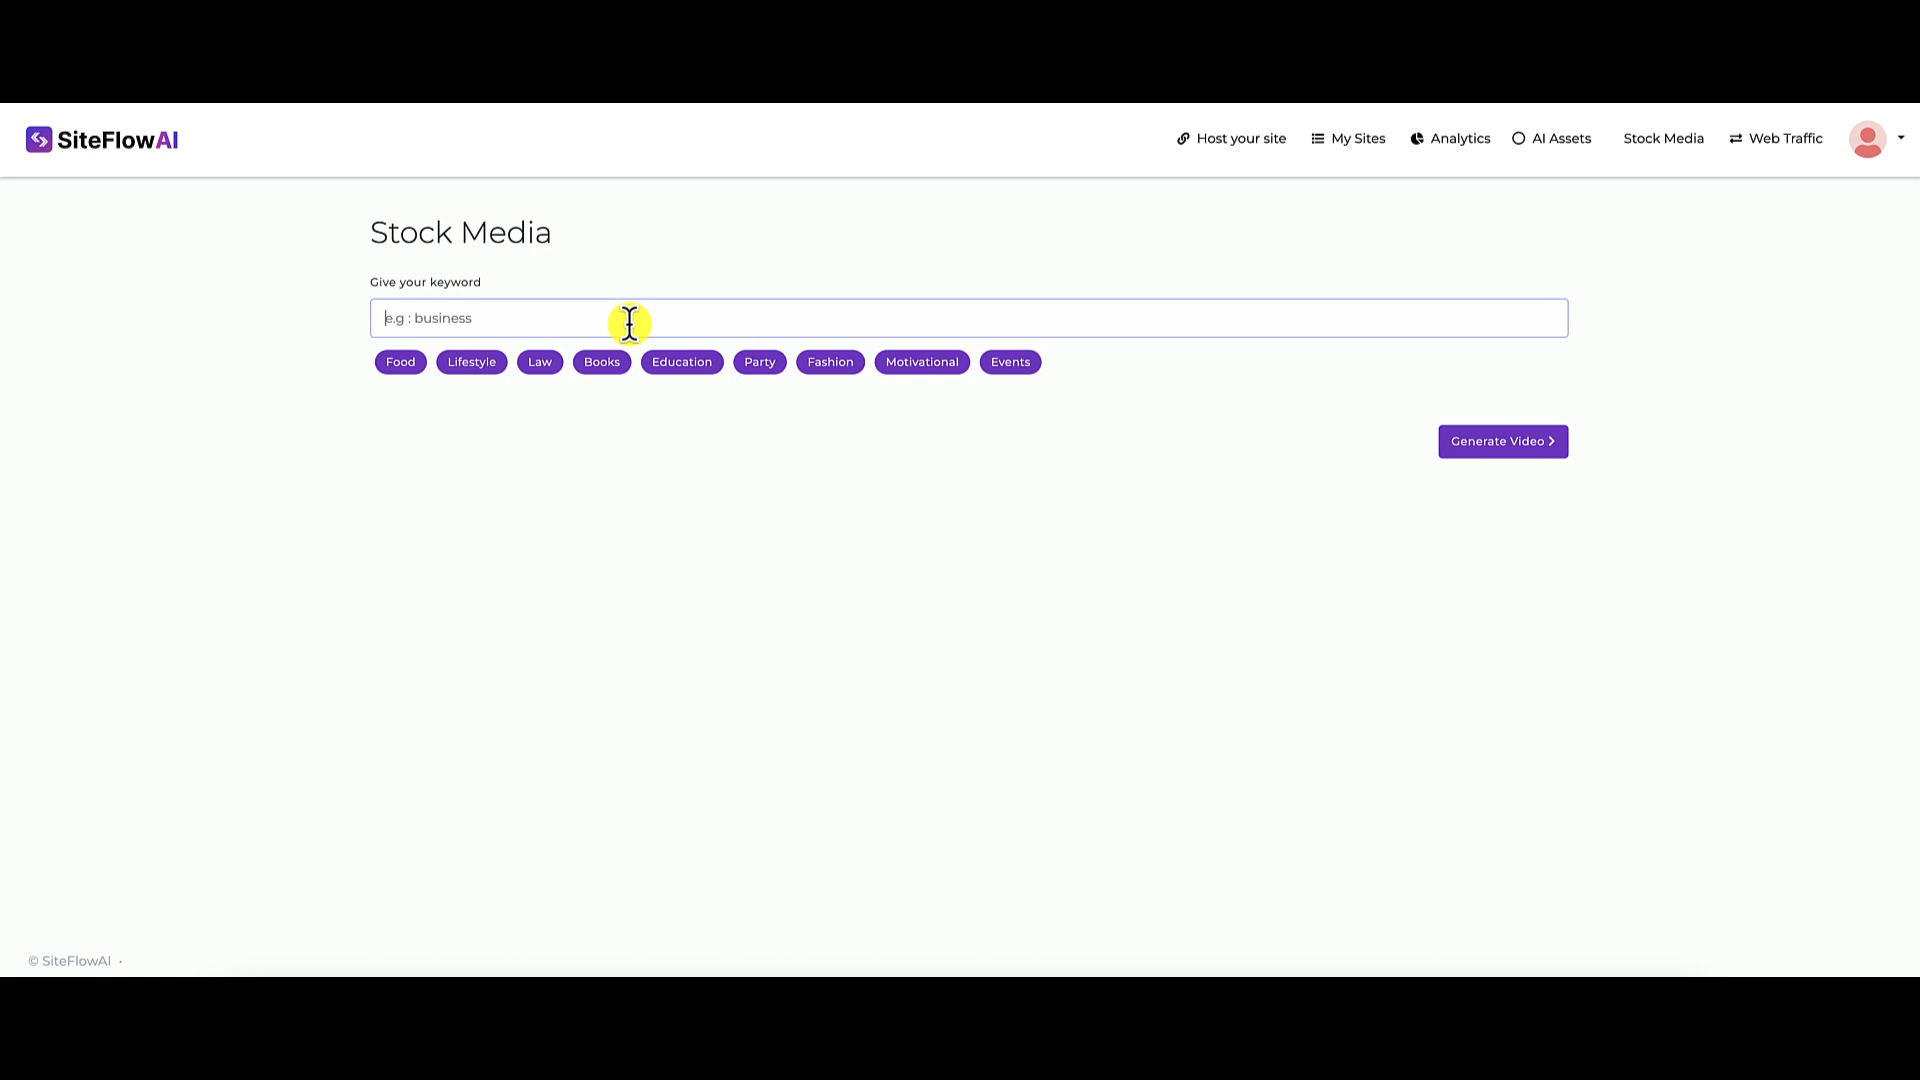 SiteFlowAI
Host your site My Sites Analytics AI Assets Stock Media Web Traffic
Stock Media
Give your keyword
e.g : business
Food Lifestyle Law Books Education Party Fashion Motivational Events
Generate Video
© SiteFlowAI ·